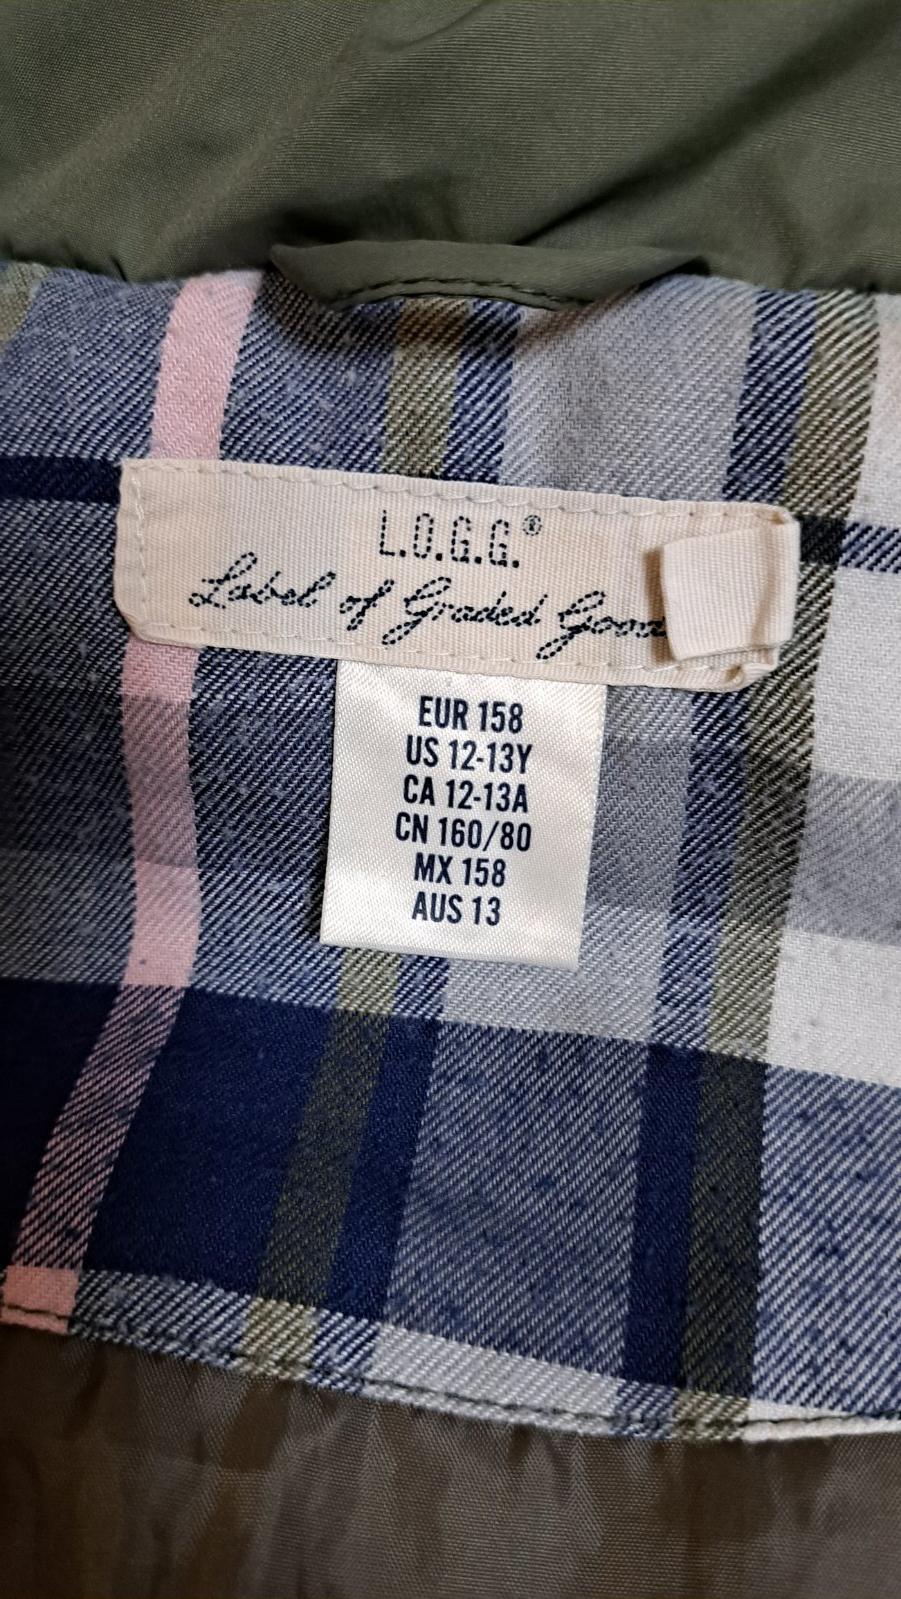 L.O.G.G.®
Label of Graded
EUR 158
US 12-13Y
CA 12-13A
CN 160/80
MX 158
AUS 13